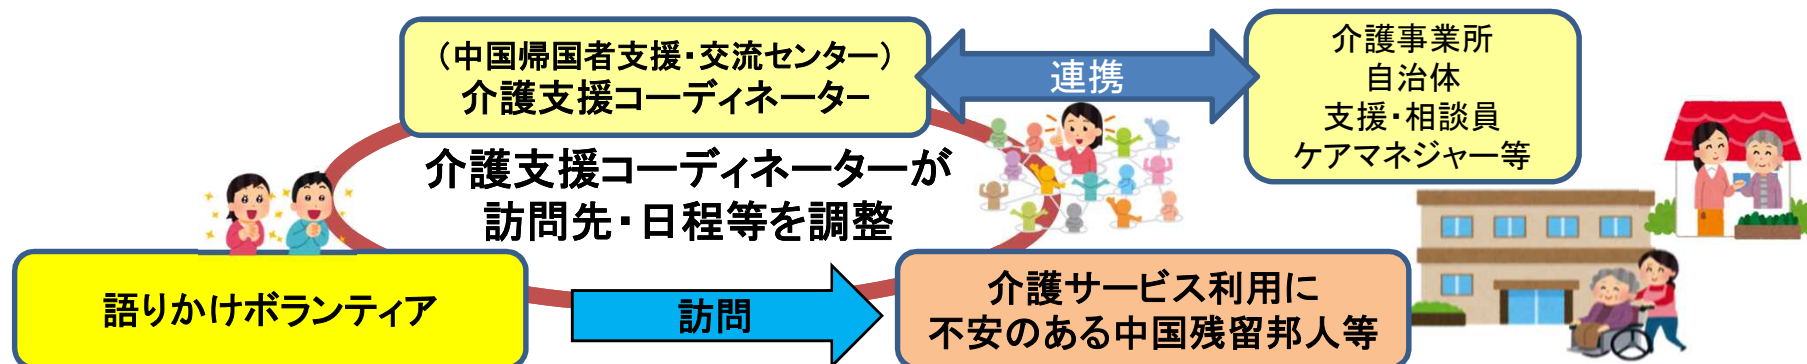 （中国帰国者支援・交流センター）
介護支援コーディネーター
連携
介護事業所
自治体
支援・相談員
ケアマネジャー等
介護支援コーディネーターが
訪問先・日程等を調整
語りかけボランティア
訪問
介護サービス利用に
不安のある中国残留邦人等